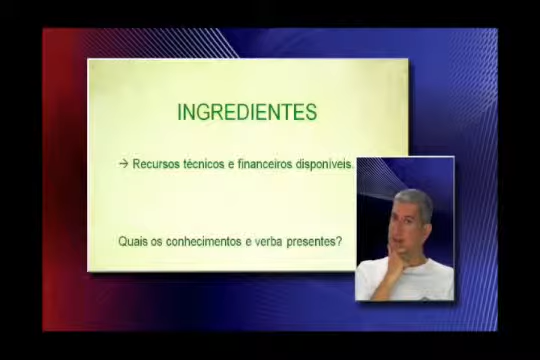 INGREDIENTES
→ Recursos técnicos e financeiros disponíveis.
Quais os conhecimentos e verba presentes?